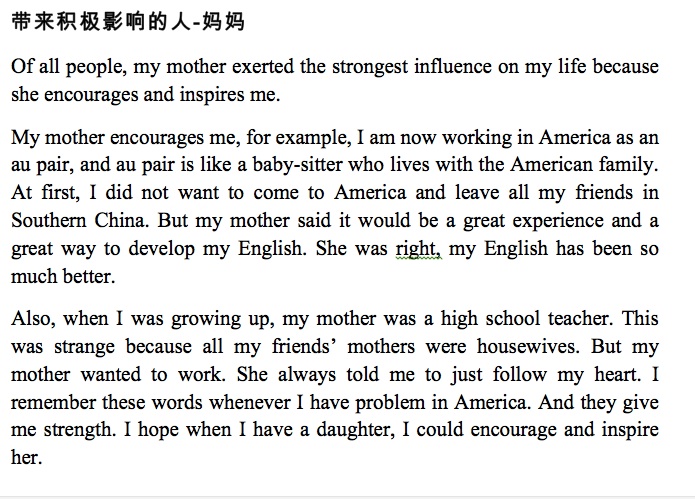 带来积极影响的人-妈妈
Of all people, my mother exerted the strongest influence on my life because
she encourages and inspires me.
My mother encourages me, for example, I am now working in America as an
au pair, and au pair is like a baby-sitter who lives with the American family.
At first, I did not want to come to America and leave all my friends in
Southern China. But my mother said it would be a great experience and a
great way to develop my English. She was right, my English has been so
much better.
Also, when I was growing up, my mother was a high school teacher. This
was strange because all my friends’ mothers were housewives. But my
mother wanted to work. She always told me to just follow my heart. I
remember these words whenever I have problem in America. And they give
me strength. I hope when I have a daughter, I could encourage and inspire
her.